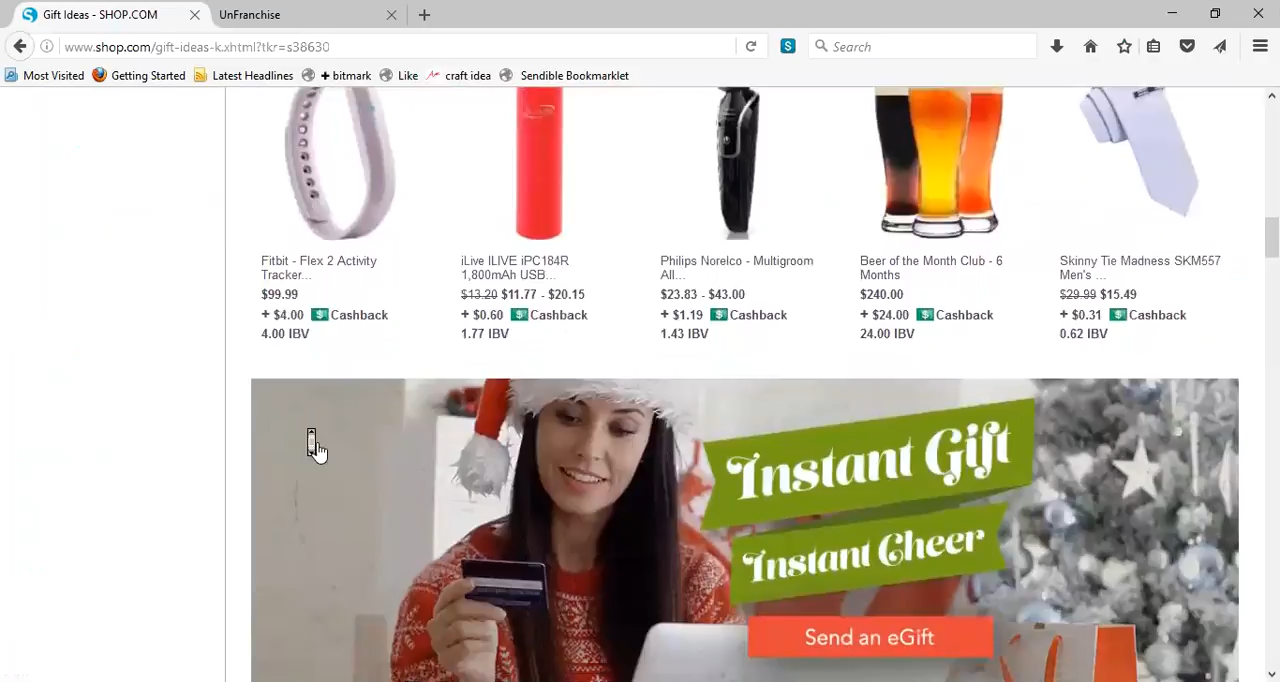 Gift Ideas - SHOP.COM
UnFranchise
www.shop.com/gift-ideas-k.xhtml?tkr=s38630
Search
Most Visited Getting Started Latest Headlines + bitmark Like craft idea Sendible Bookmarklet
Fitbit - Flex 2 Activity
Tracker...
$99.99
+ $4.00 $ Cashback
4.00 IBV
iLive ILIVE iPC184R
1,800mAh USB...
$13.20 $11.77 - $20.15
+ $0.60 $ Cashback
1.77 IBV
Philips Norelco - Multigroom
All...
$23.83 - $43.00
+ $1.19 $ Cashback
1.43 IBV
Beer of the Month Club - 6
Months
$240.00
+ $24.00 $ Cashback
24.00 IBV
Skinny Tie Madness SKM557
Men's ...
$29.99 $15.49
+ $0.31 $ Cashback
0.62 IBV
Instant Gift
Instant Cheer
Send an eGift